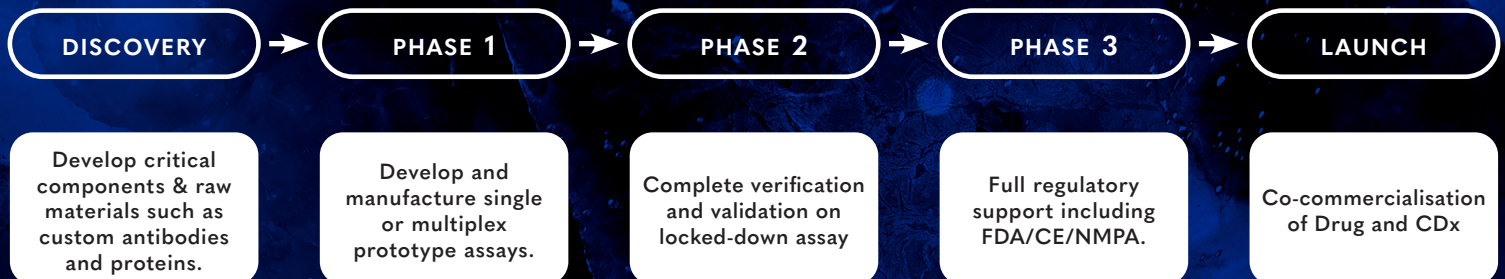 DISCOVERY
PHASE 1
PHASE 2
PHASE 3
LAUNCH
Develop critical
components & raw
materials such as
custom antibodies
and proteins.
Develop and
manufacture single
or multiplex
prototype assays.
Complete verification
and validation on
locked-down assay
Full regulatory
support including
FDA/CE/NMPA.
Co-commercialisation
of Drug and CDx